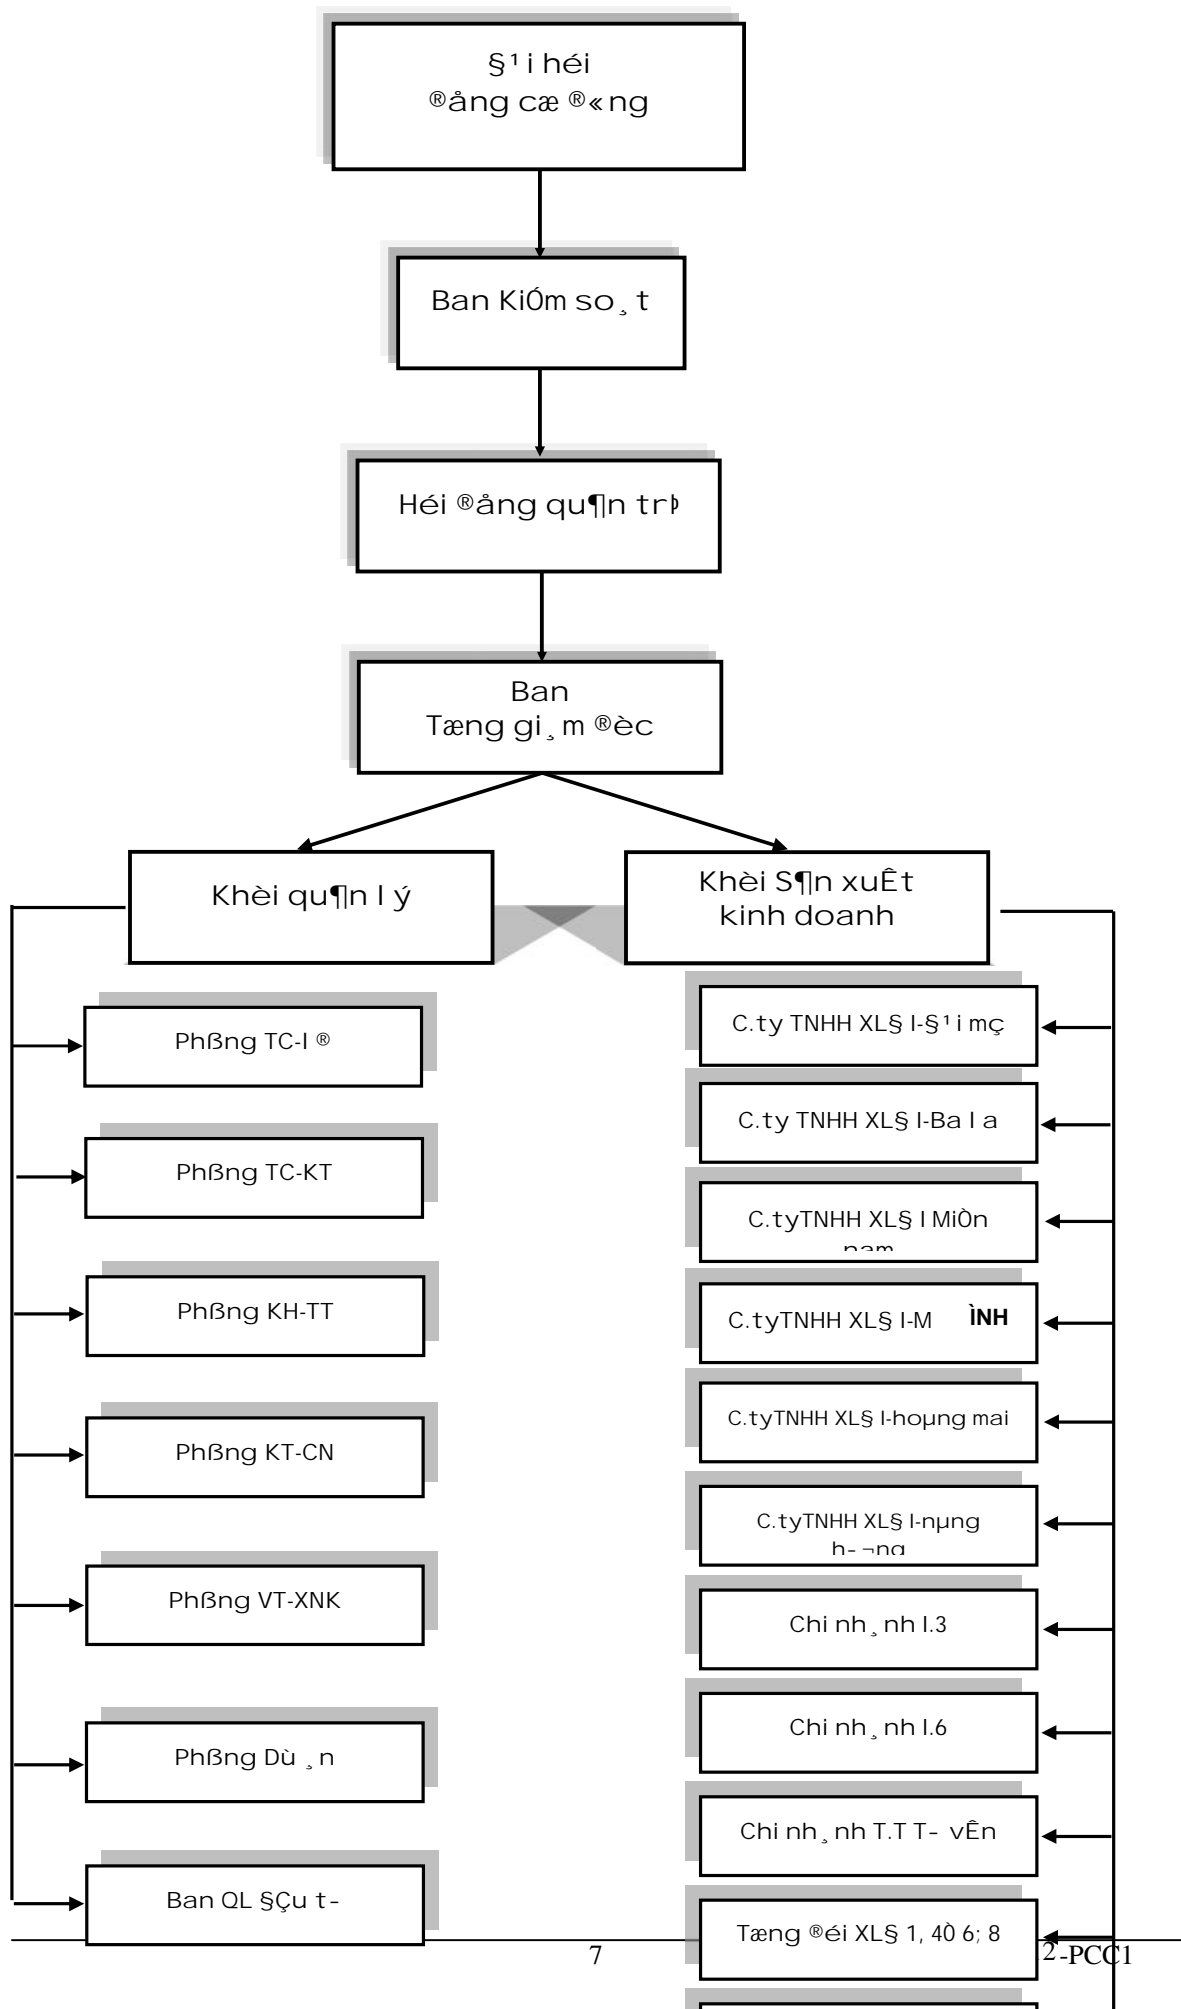 §¹i héi
®ång cæ ®«ng
Ban KiÓm so¸t
Héi ®ång qu¶n trÞ
Ban
Tæng gi¸m ®èc
Khèi qu¶n lý
Khèi S¶n xuÊt
kinh doanh
Phßng TC-l®
Phßng TC-KT
Phßng KH-TT
Phßng KT-CN
Phßng VT-XNK
Phßng Dù ¸n
Ban QL §Çu t-
C.ty TNHH XL§ I-§¹i mç
C.ty TNHH XL§ I-Ba la
C.tyTNHH XL§ I MiÒn
nam
C.tyTNHH XL§ I-M ÌNH
C.tyTNHH XL§ I-hoµng mai
C.tyTNHH XL§ I-nµng
h-¬ng
Chi nh¸nh I.3
Chi nh¸nh I.6
Chi nh¸nh T.T T- vÊn
Tæng ®éi XL§ 1, 4Ò 6; 8
7
2-PCC1